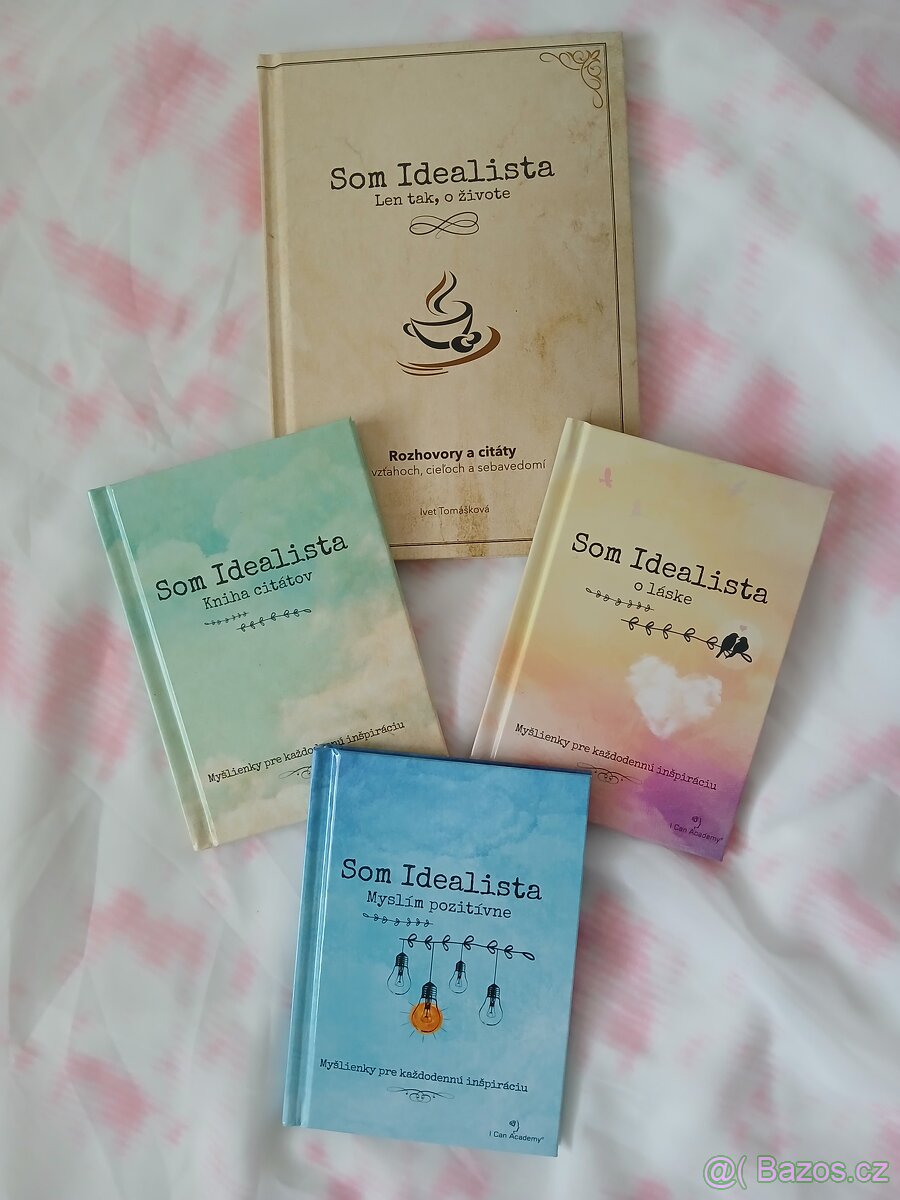 Som Idealista
Len tak, o živote
Rozhovory a citáty
vzťahoch, cieľoch a sebavedomí
Ivet Tomášková
Som Idealista
Kniha citátov
Myšlienky pre každodennú inšpiráciu
Som Idealista
o láske
Myšlienky pre každodennú inšpiráciu
I Can Academy®
Som Idealista
Myslím pozitívne
Myšlienky pre každodennú inšpiráciu
I Can Academy®
@( Bazos.cz